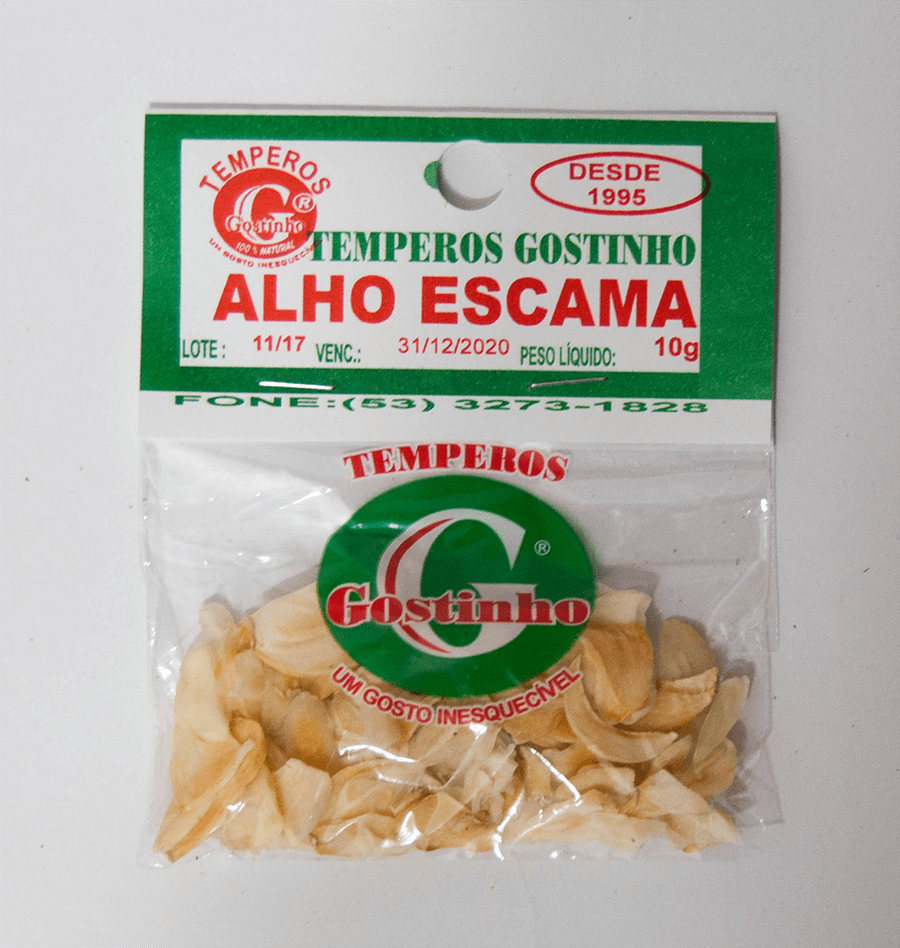 TEMPEROS
G®
Gostinho
100% NATURAL
UM GOSTO INESQUECÍV
DESDE
1995
TEMPEROS GOSTINHO
ALHO ESCAMA
LOTE: 11/17 VENC.: 31/12/2020 PESO LÍQUIDO: 10g
FONE:(53) 3273-1828
TEMPEROS
G®
Gostinho
UM GOSTO INESQUECÍVEL